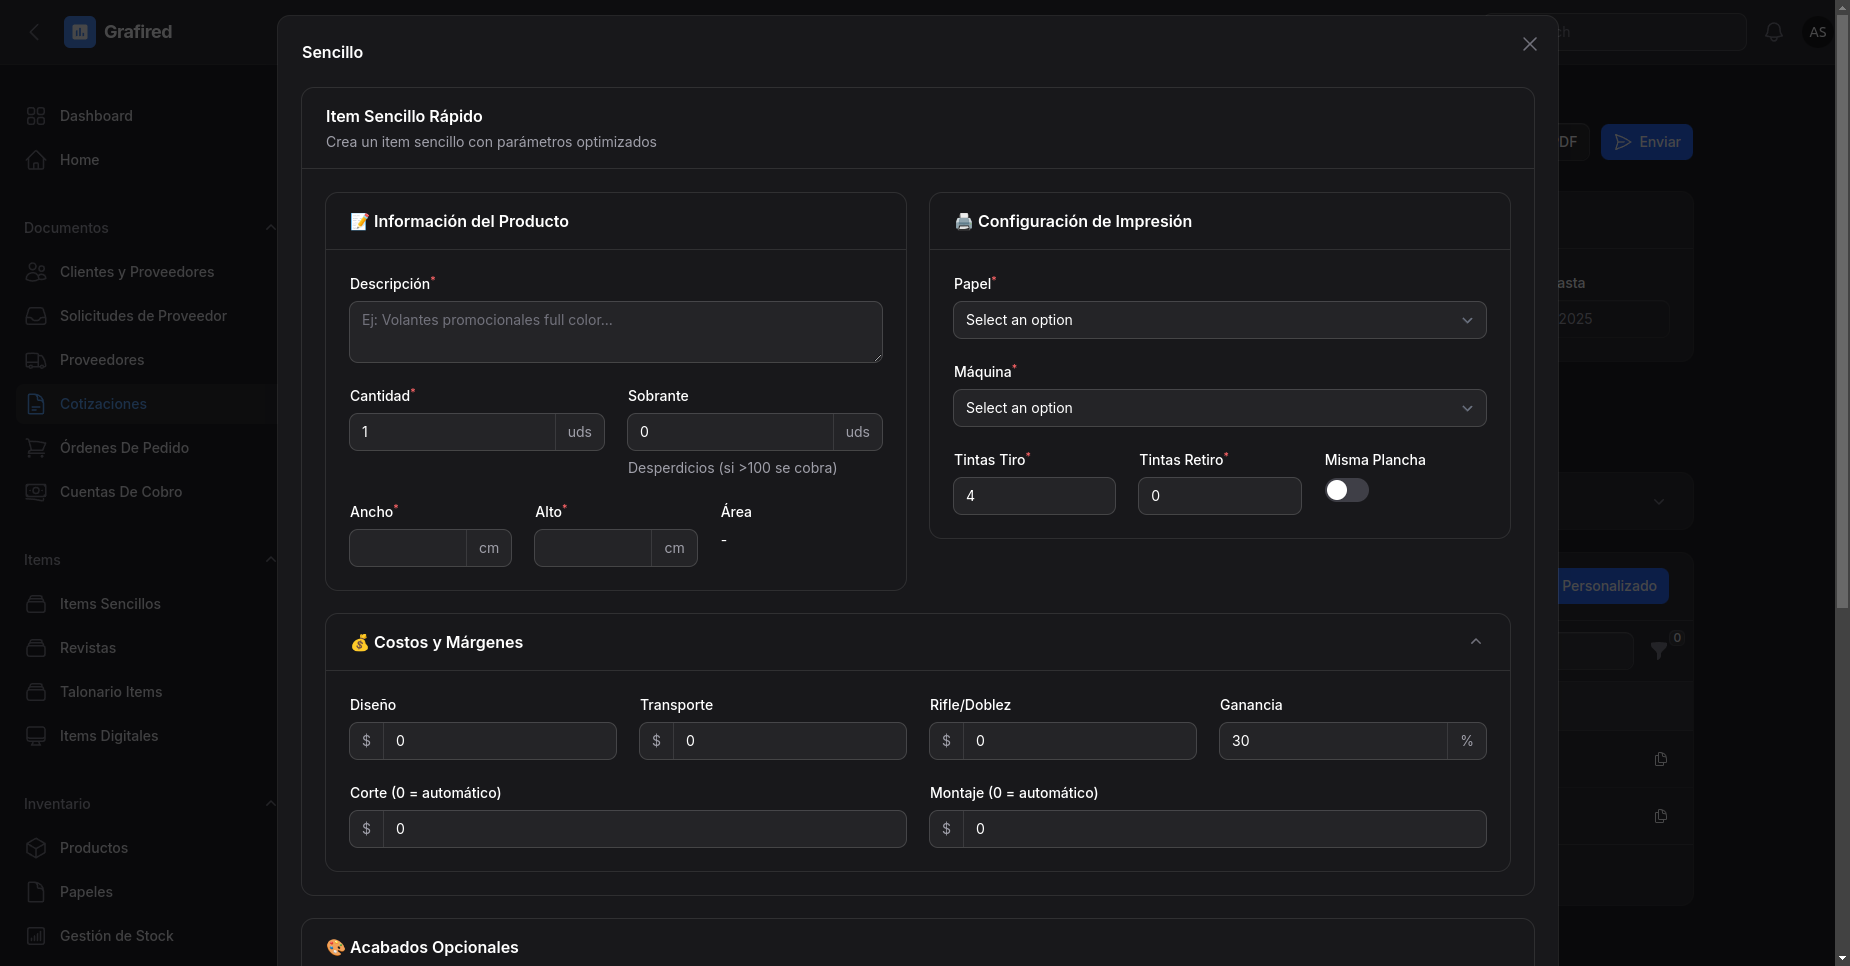 Grafired
Dashboard
Home
Documentos
Clientes y Proveedores
Solicitudes de Proveedor
Proveedores
Cotizaciones
Órdenes De Pedido
Cuentas De Cobro
Items
Items Sencillos
Revistas
Talonario Items
Items Digitales
Inventario
Productos
Papeles
Gestión de Stock
Sencillo
Item Sencillo Rápido
Crea un item sencillo con parámetros optimizados
📝 Información del Producto
Descripción*
Ej: Volantes promocionales full color...
Cantidad* Sobrante
1 uds 0 uds
Desperdicios (si >100 se cobra)
Ancho* Alto* Área
cm cm -
🖨️ Configuración de Impresión
Papel*
Select an option
Máquina*
Select an option
Tintas Tiro* Tintas Retiro* Misma Plancha
4 0
💰 Costos y Márgenes
Diseño Transporte Rifle/Doblez Ganancia
$ 0 $ 0 $ 0 30 %
Corte (0 = automático) Montaje (0 = automático)
$ 0 $ 0
🎨 Acabados Opcionales
ch
AS
DF
Enviar
asta
2025
Personalizado
0